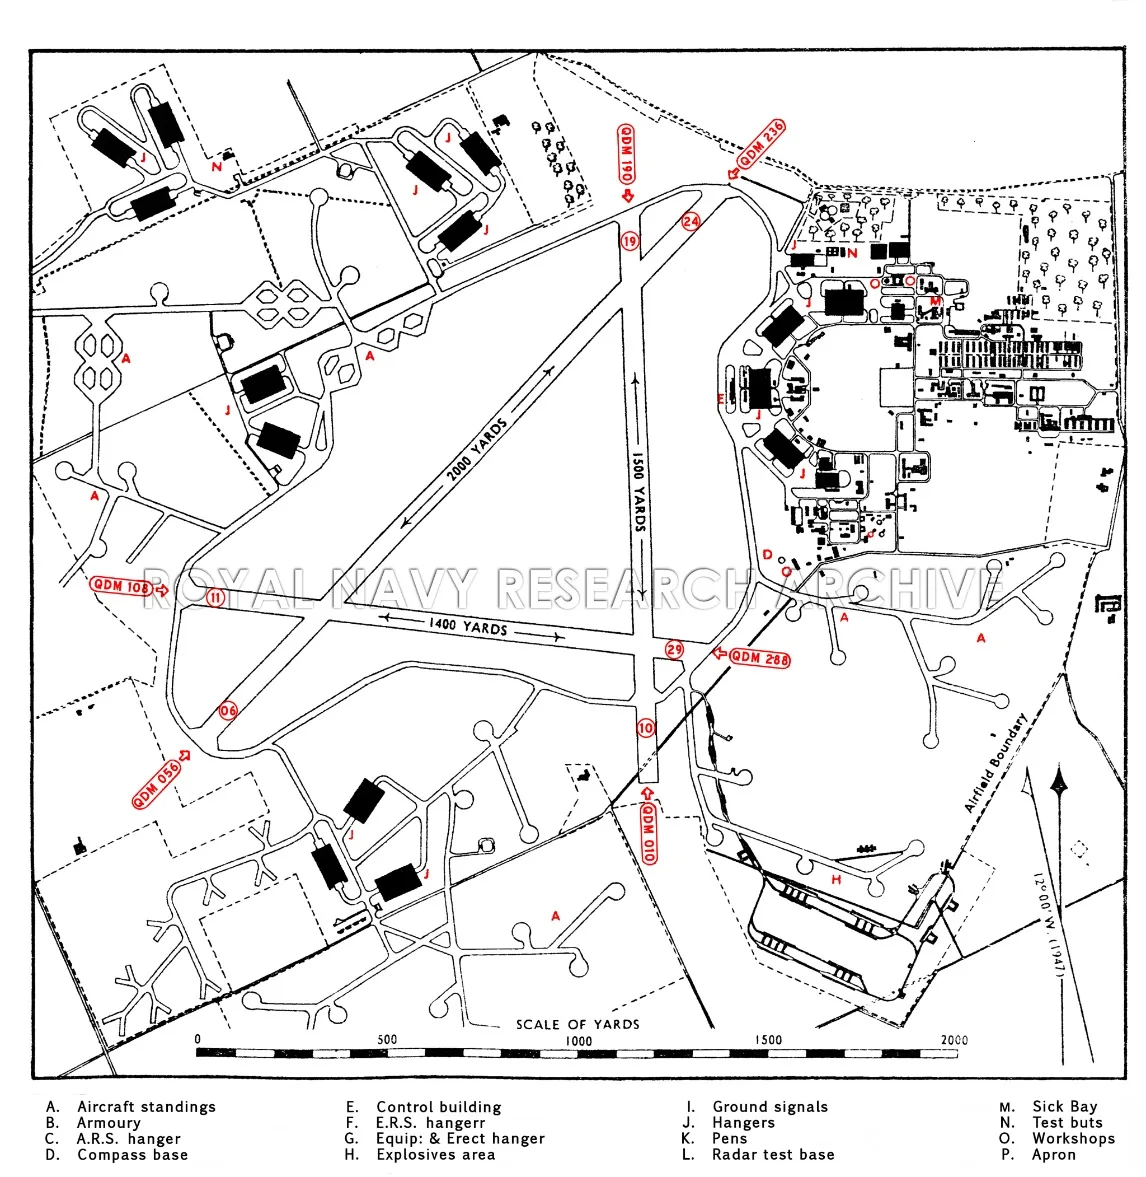 QDM 190
QDM 236
19
24
J
J
J
J
J
N
J
N
O
O
M
J
A
A
J
E
J
J
2000 YARDS
1500 YARDS
A
D
QDM 108
11
ROYAL NAVY RESEARCH ARCHIVE
1400 YARDS
29
QDM 288
A
A
06
10
QDM 056
QDM 010
Airfield Boundary
J
J
H
A
12°00' W (1947)
SCALE OF YARDS
0 500 1000 1500 2000
A. Aircraft standings
B. Armoury
C. A.R.S. hanger
D. Compass base
E. Control building
F. E.R.S. hangerr
G. Equip: & Erect hanger
H. Explosives area
I. Ground signals
J. Hangers
K. Pens
L. Radar test base
M. Sick Bay
N. Test buts
O. Workshops
P. Apron